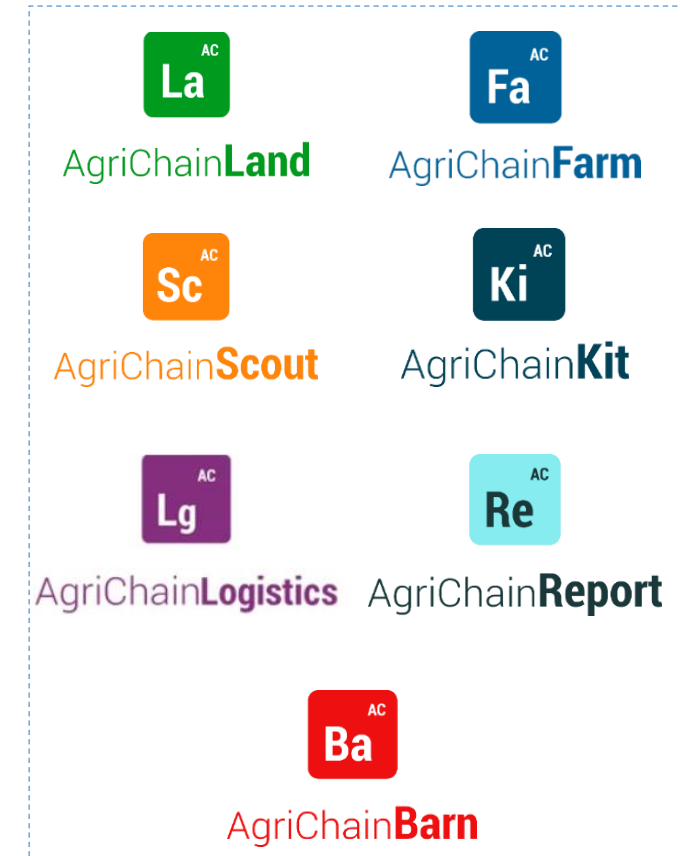 AC
La
AgriChainLand
AC
Fa
AgriChainFarm
AC
Sc
AgriChainScout
AC
Ki
AgriChainKit
AC
Lg
AgriChainLogistics
AC
Re
AgriChainReport
AC
Ba
AgriChainBarn